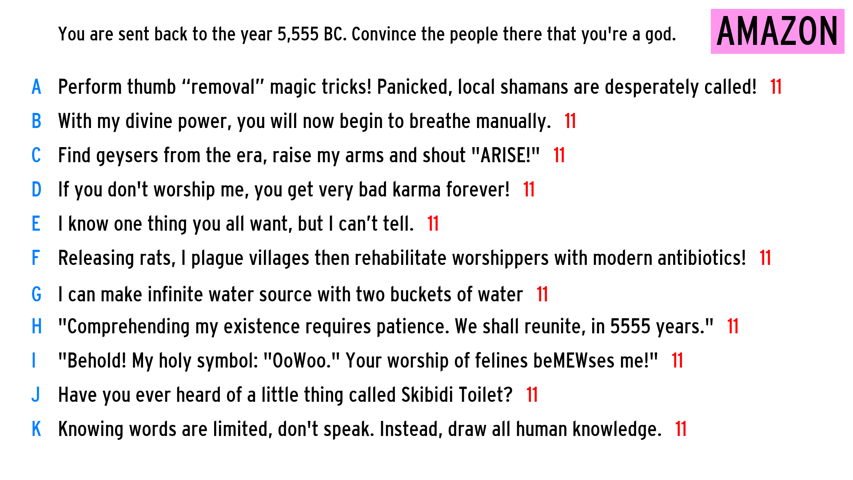 You are sent back to the year 5,555 BC. Convince the people there that you're a god.
AMAZON
A Perform thumb “removal” magic tricks! Panicked, local shamans are desperately called! 11
B With my divine power, you will now begin to breathe manually. 11
C Find geysers from the era, raise my arms and shout "ARISE!" 11
D If you don't worship me, you get very bad karma forever! 11
E I know one thing you all want, but I can’t tell. 11
F Releasing rats, I plague villages then rehabilitate worshippers with modern antibiotics! 11
G I can make infinite water source with two buckets of water 11
H "Comprehending my existence requires patience. We shall reunite, in 5555 years." 11
I "Behold! My holy symbol: "OoWoo." Your worship of felines beMEWses me!" 11
J Have you ever heard of a little thing called Skibidi Toilet? 11
K Knowing words are limited, don't speak. Instead, draw all human knowledge. 11